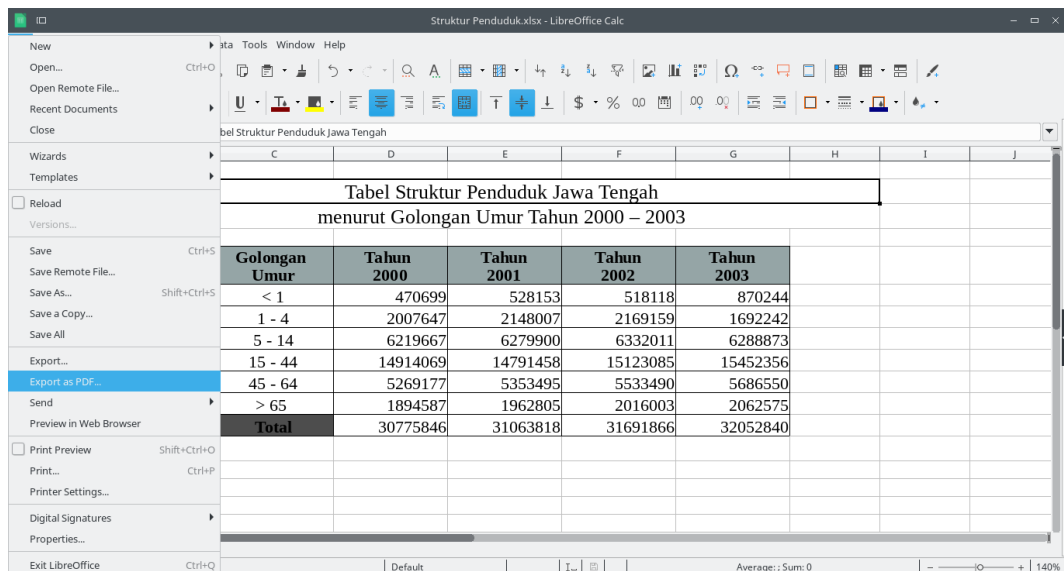 Struktur Penduduk.xlsx - LibreOffice Calc
New
ata Tools Window Help
Open... Ctrl+O
Open Remote File...
Recent Documents
$ % 0.0
Close
bel Struktur Penduduk Jawa Tengah
Wizards
C D E F G H I J
Templates
Reload
Tabel Struktur Penduduk Jawa Tengah
Versions...
menurut Golongan Umur Tahun 2000 – 2003
Save Ctrl+S
Save Remote File...
Golongan Umur Tahun 2000 Tahun 2001 Tahun 2002 Tahun 2003
Save As... Shift+Ctrl+S
< 1 470699 528153 518118 870244
Save a Copy...
1 - 4 2007647 2148007 2169159 1692242
Save All
5 - 14 6219667 6279900 6332011 6288873
Export...
15 - 44 14914069 14791458 15123085 15452356
Export as PDF...
45 - 64 5269177 5353495 5533490 5686550
Send
> 65 1894587 1962805 2016003 2062575
Preview in Web Browser
Total 30775846 31063818 31691866 32052840
Print Preview Shift+Ctrl+O
Print... Ctrl+P
Printer Settings...
Digital Signatures
Properties...
Exit LibreOffice Ctrl+Q
Default
Average: ; Sum: 0
140%